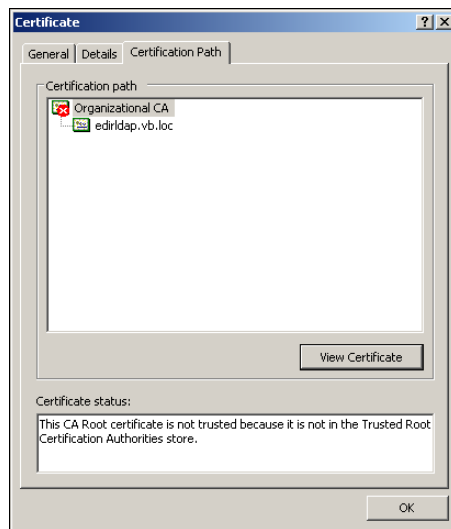 Certificate
General Details Certification Path
Certification path
Organizational CA
edirldap.vb.loc
View Certificate
Certificate status:
This CA Root certificate is not trusted because it is not in the Trusted Root
Certification Authorities store.
OK